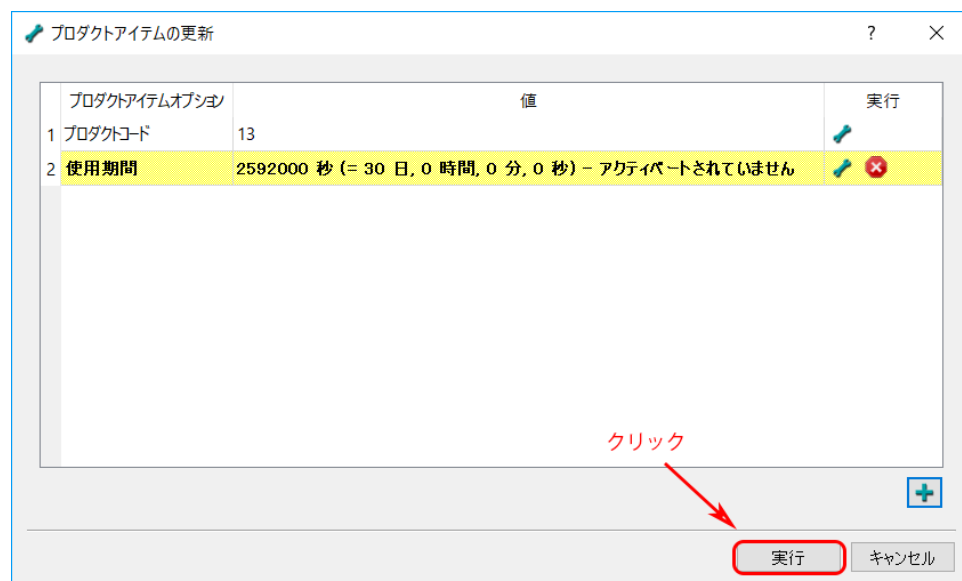 プロダクトアイテムの更新 ?
プロダクトアイテムオプション 値 実行
1 プロダクトコード 13
2 使用期間 2592000 秒 (= 30 日, 0 時間, 0 分, 0 秒) - アクティベートされていません
クリック
実行 キャンセル